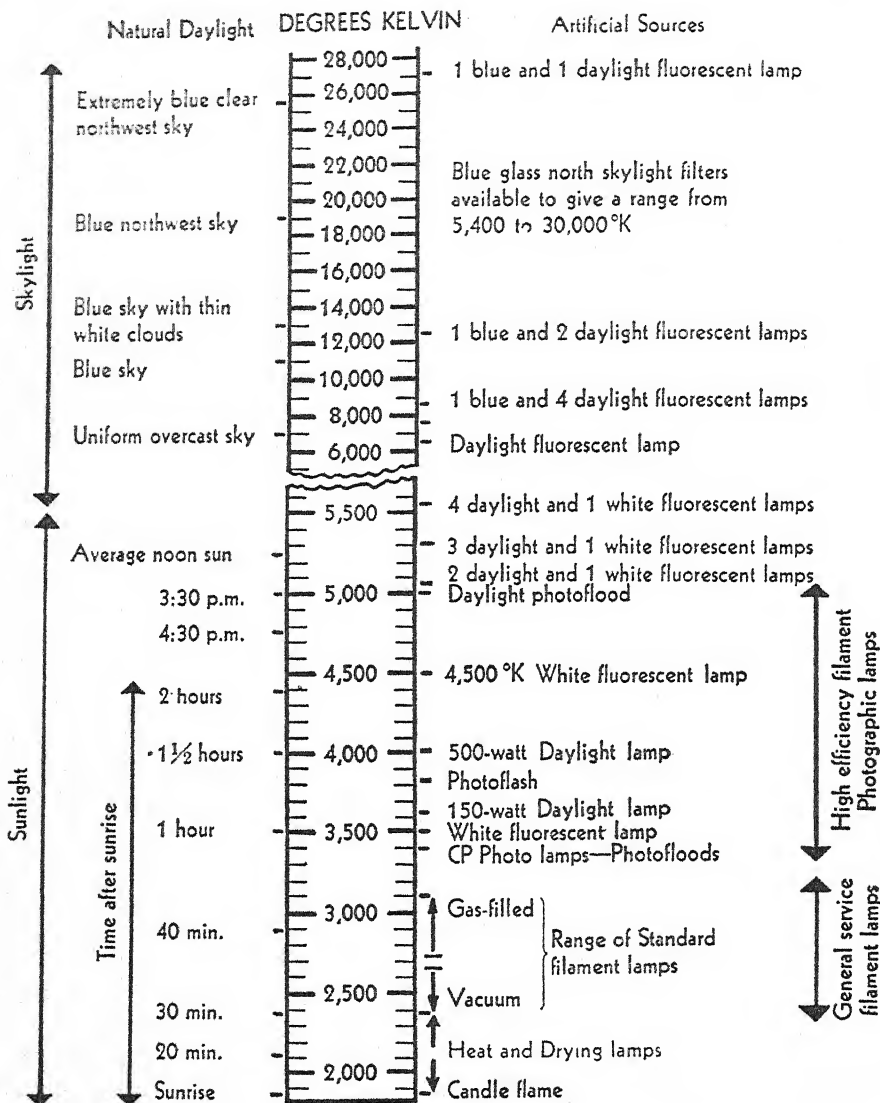 Natural Daylight
DEGREES KELVIN
Artificial Sources
28,000
1 blue and 1 daylight fluorescent lamp
26,000
Extremely blue clear
northwest sky
24,000
22,000
Blue glass north skylight filters
available to give a range from
5,400 to 30,000°K
20,000
Blue northwest sky
18,000
16,000
Skylight
Blue sky with thin
white clouds
14,000
12,000
1 blue and 2 daylight fluorescent lamps
Blue sky
10,000
1 blue and 4 daylight fluorescent lamps
8,000
Uniform overcast sky
Daylight fluorescent lamp
6,000
5,500
4 daylight and 1 white fluorescent lamps
Average noon sun
3 daylight and 1 white fluorescent lamps
2 daylight and 1 white fluorescent lamps
3:30 p.m.
5,000
Daylight photoflood
4:30 p.m.
4,500
4,500 °K White fluorescent lamp
2 hours
1½ hours
4,000
500-watt Daylight lamp
Photoflash
150-watt Daylight lamp
1 hour
3,500
White fluorescent lamp
CP Photo lamps—Photofloods
High efficiency filament
Photographic lamps
Sunlight
Time after sunrise
3,000
Gas-filled
40 min.
Range of Standard
filament lamps
2,500
Vacuum
General service
filament lamps
30 min.
20 min.
Heat and Drying lamps
2,000
Sunrise
Candle flame